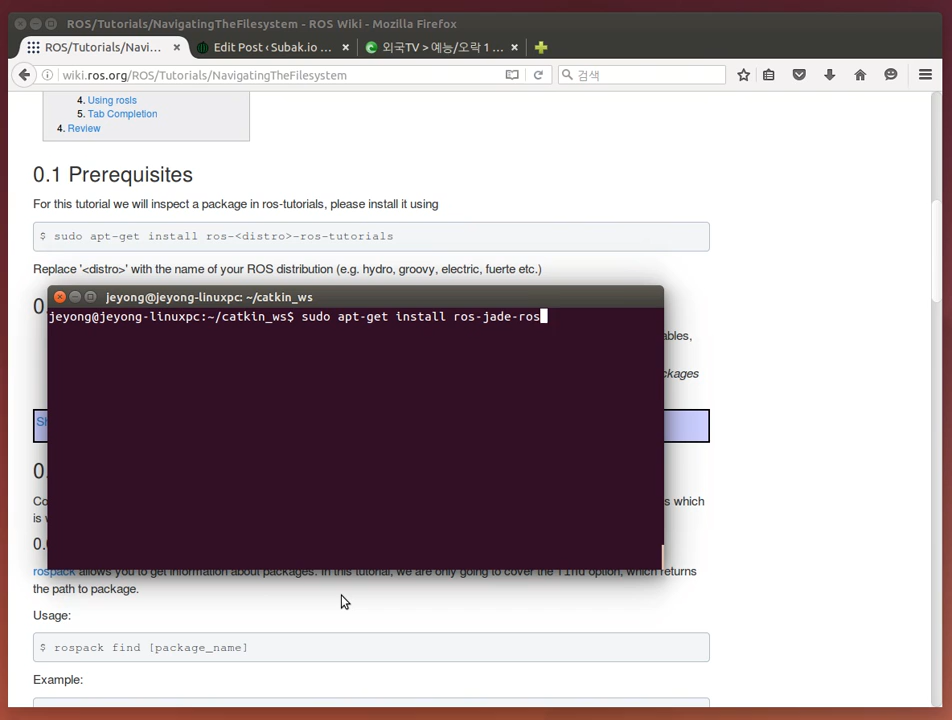 ROS/Tutorials/NavigatingTheFilesystem - ROS Wiki - Mozilla Firefox
ROS/Tutorials/Navi... × Edit Post ‹ Subak.io ... × 외국TV > 예능/오락 1 ... ×
wiki.ros.org/ROS/Tutorials/NavigatingTheFilesystem 검색
4. Using rosls
5. Tab Completion
4. Review
0.1 Prerequisites
For this tutorial we will inspect a package in ros-tutorials, please install it using
$ sudo apt-get install ros-<distro>-ros-tutorials
Replace '<distro>' with the name of your ROS distribution (e.g. hydro, groovy, electric, fuerte etc.)
jeyong@jeyong-linuxpc: ~/catkin_ws
jeyong@jeyong-linuxpc:~/catkin_ws$ sudo apt-get install ros-jade-ros
rospack allows you to get information about packages. In this tutorial, we are only going to cover the find option, which returns
the path to package.
Usage:
$ rospack find [package_name]
Example: